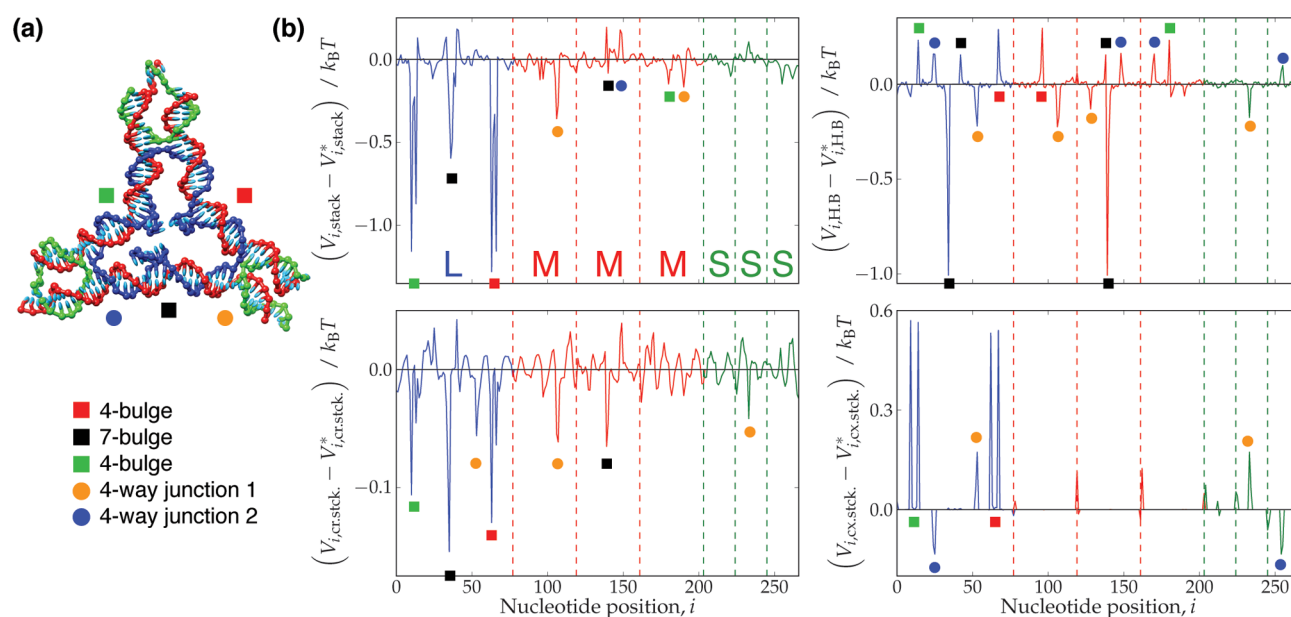 (a)
4-bulge
7-bulge
4-bulge
4-way junction 1
4-way junction 2
(b)
(V_{i,stack} − V*_{i,stack}) / k_BT
0.0
−0.5
−1.0
L M M M S S S
(V_{i,H.B} − V*_{i,H.B}) / k_BT
0.0
−0.5
−1.0
(V_{i,cr.stck.} − V*_{i,cr.stck.}) / k_BT
0.0
−0.1
0 50 100 150 200 250
Nucleotide position, i
(V_{i,cx.stck.} − V*_{i,cx.stck.}) / k_BT
0.6
0.3
0.0
0 50 100 150 200 250
Nucleotide position, i